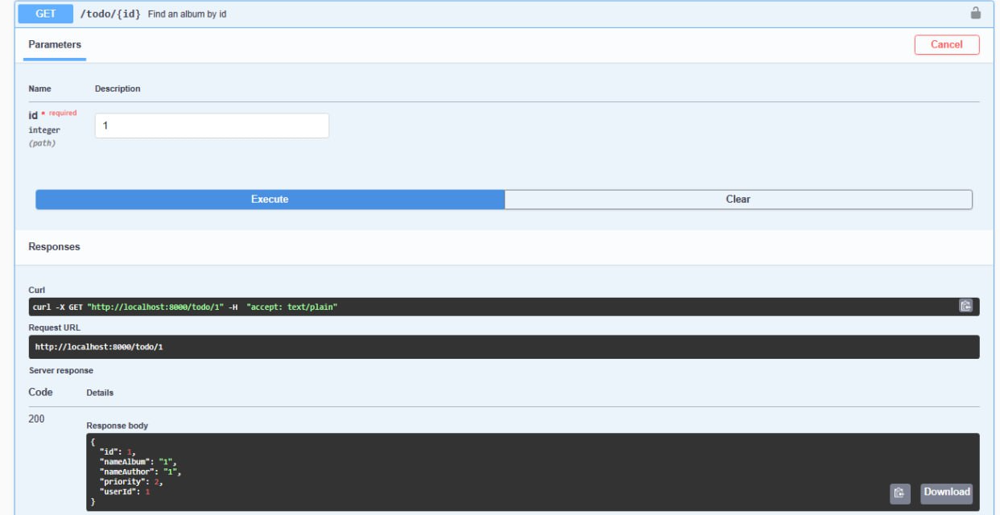 GET /todo/{id} Find an album by id
Parameters
Cancel
Name Description
id * required
integer
(path)
1
Execute Clear
Responses
Curl
curl -X GET "http://localhost:8000/todo/1" -H  "accept: text/plain"
Request URL
http://localhost:8000/todo/1
Server response
Code Details
200
Response body
{
  "id": 1,
  "nameAlbum": "1",
  "nameAuthor": "1",
  "priority": 2,
  "userId": 1
}
Download